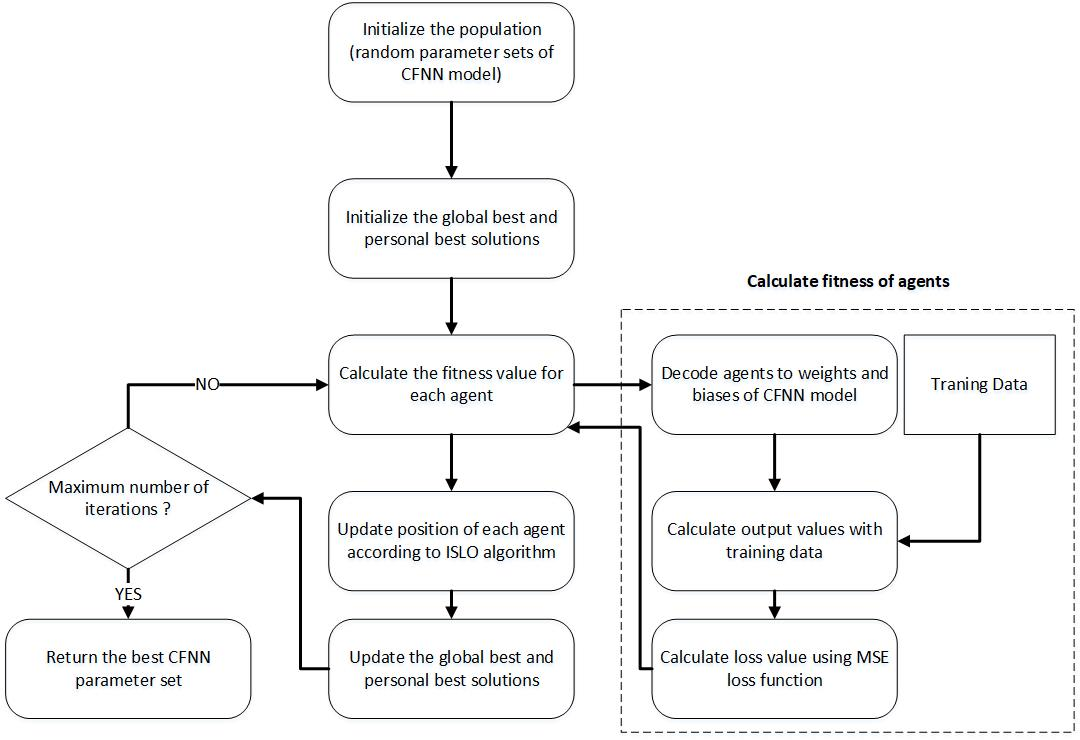 Initialize the population
(random parameter sets of
CFNN model)
Initialize the global best and
personal best solutions
Calculate fitness of agents
Calculate the fitness value for
each agent
Decode agents to weights and
biases of CFNN model
Traning Data
NO
Maximum number of
iterations ?
Update position of each agent
according to ISLO algorithm
Calculate output values with
training data
YES
Return the best CFNN
parameter set
Update the global best and
personal best solutions
Calculate loss value using MSE
loss function